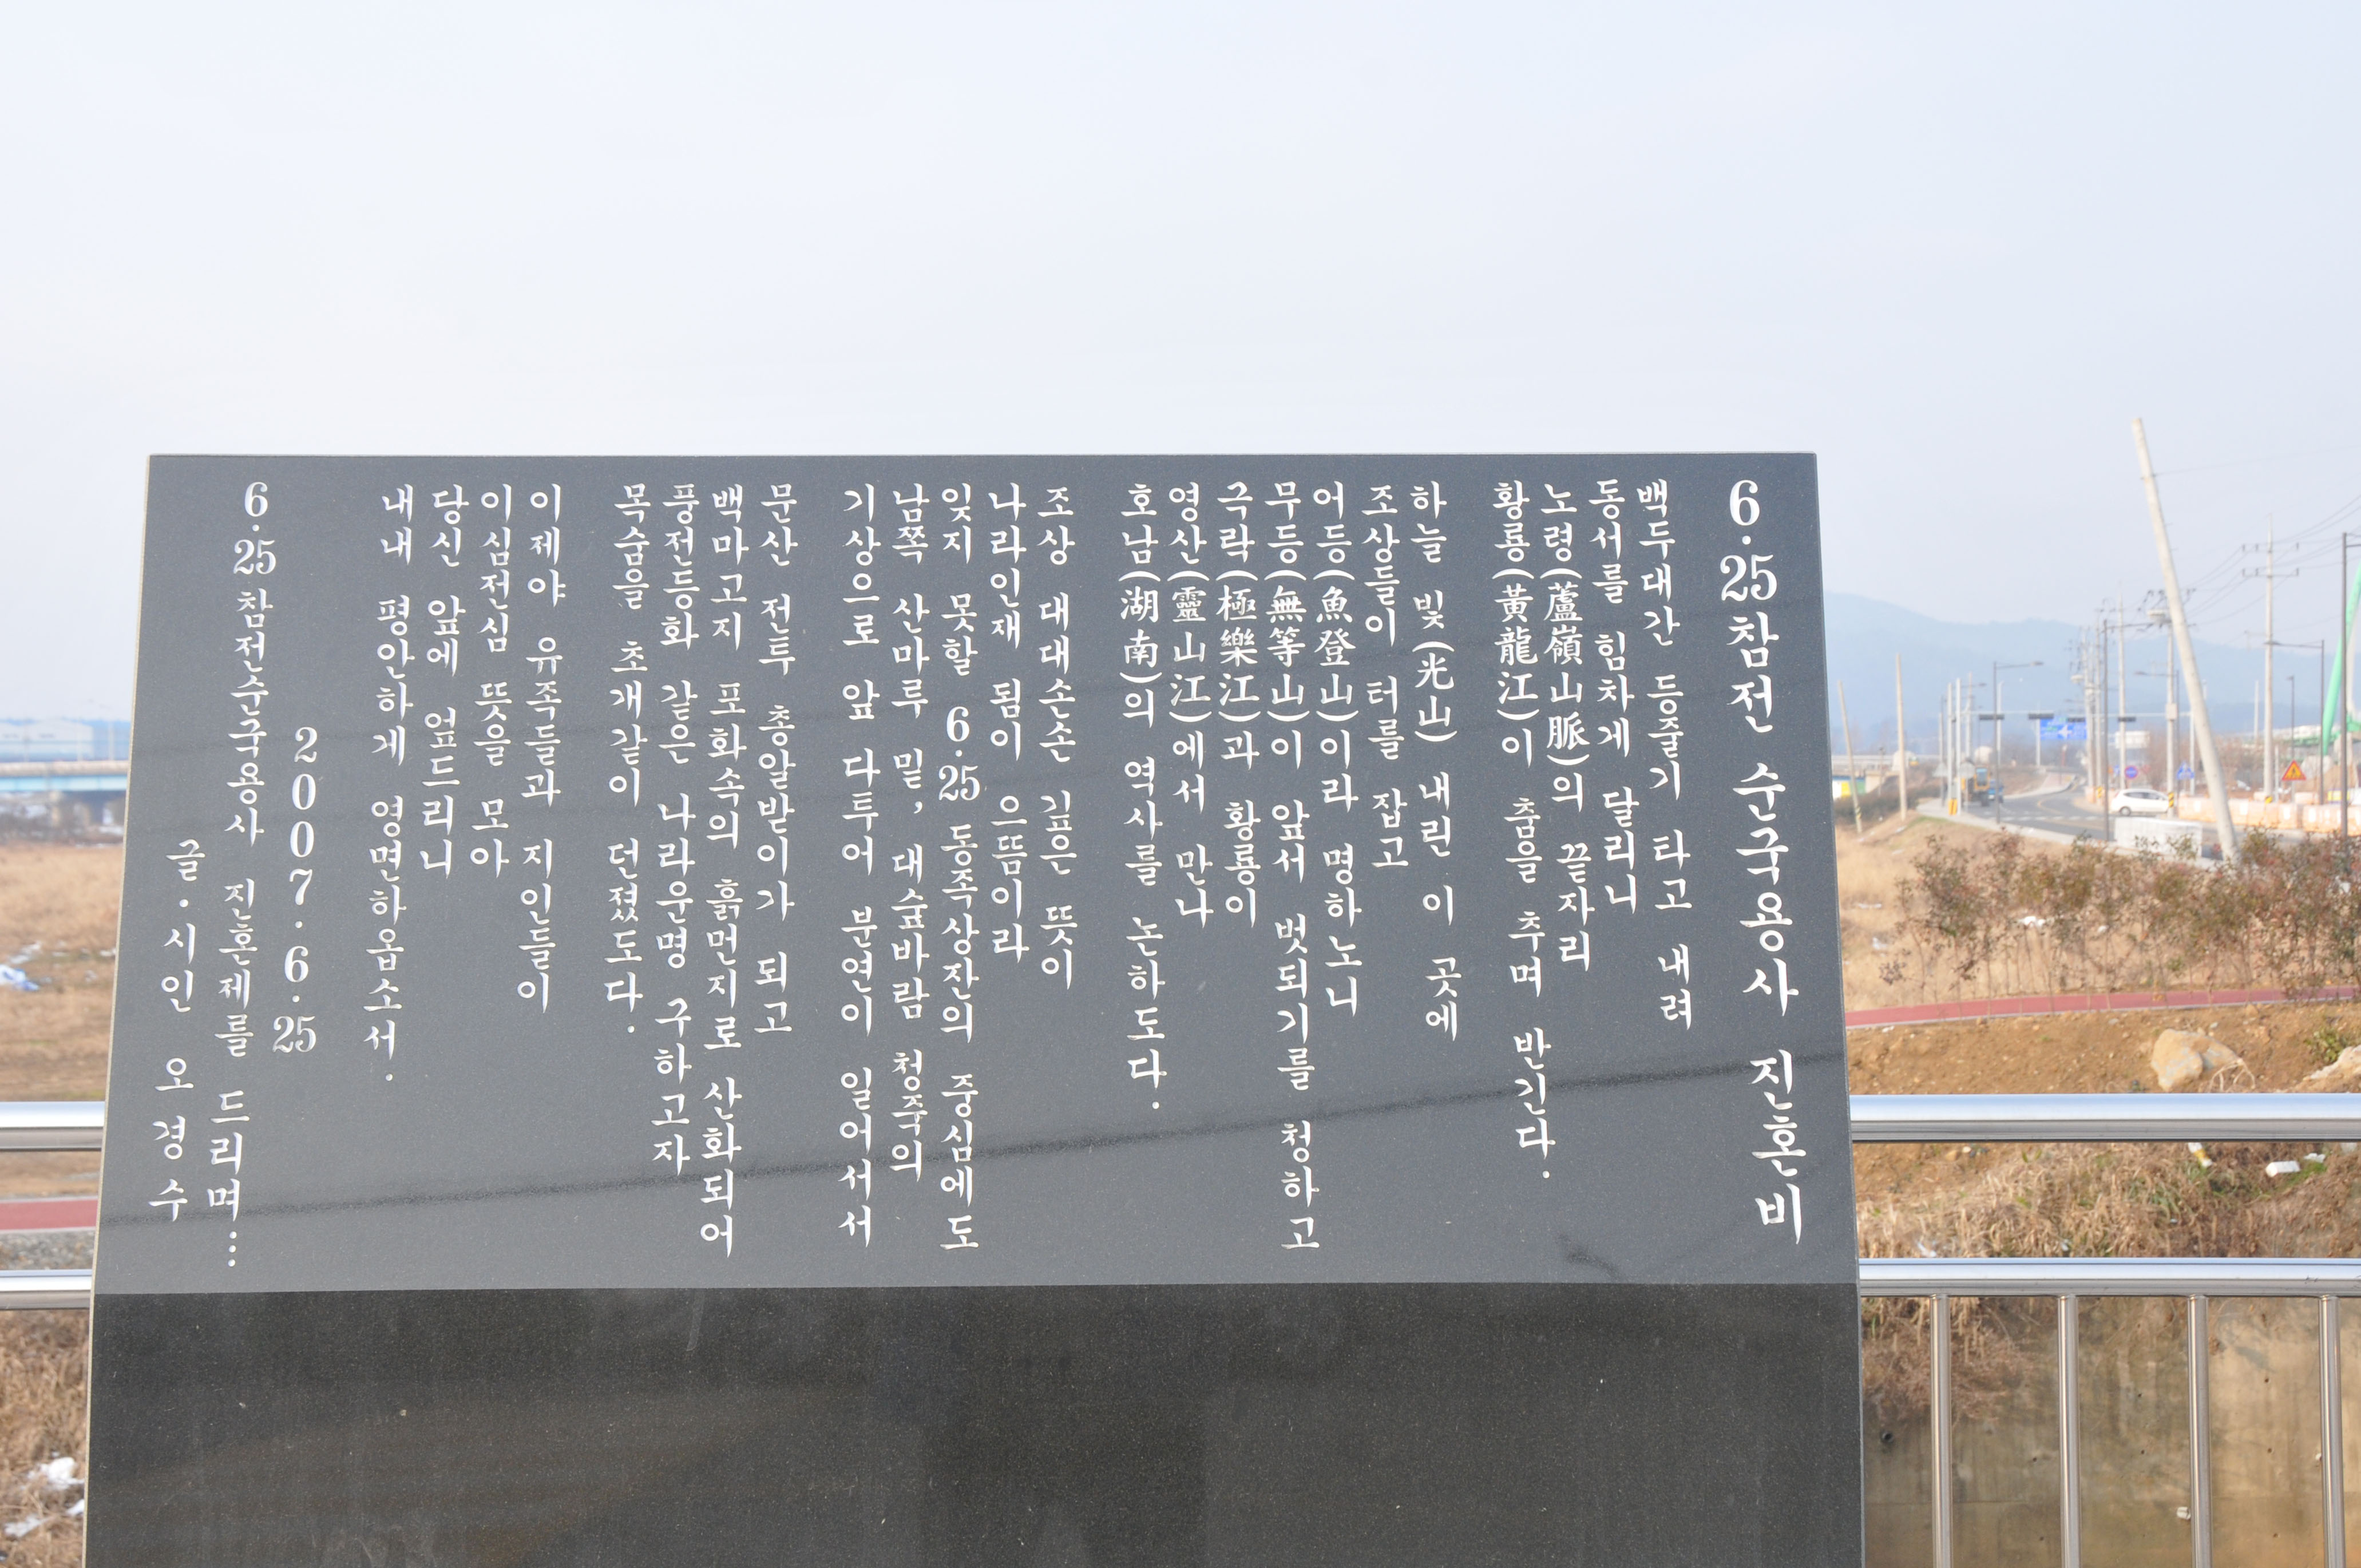 6·25참전 순국용사 진혼비
백두대간 등줄기 타고 내려
동서를 힘차게 달리니
노령(蘆嶺山脈)의 끝자리
황룡(黃龍江)이 춤을 추며 반긴다.
하늘 빛(光山) 내린 이 곳에
조상들이 터를 잡고
어등(魚登山)이라 명하노니
무등(無等山)이 앞서 벗되기를 청하고
극락(極樂江)과 황룡이
영산(靈山江)에서 만나
호남(湖南)의 역사를 논하도다.
조상 대대손손 깊은 뜻이
나라인재 됨이 으뜸이라
잊지 못할 6·25 동족상잔의 중심에도
남쪽 산마루 밑, 대숲바람 청죽의
기상으로 앞 다투어 분연이 일어서서
문산 전투 총알받이가 되고
백마고지 포화속의 흙먼지로 산화되어
풍전등화 같은 나라운명 구하고자
목숨을 초개같이 던졌도다.
이제야 유족들과 지인들이
이심전심 뜻을 모아
당신 앞에 엎드리니
내내 평안하게 영면하옵소서.
2007·6·25
6·25참전순국용사 진혼제를 드리며…
글·시인 오경수